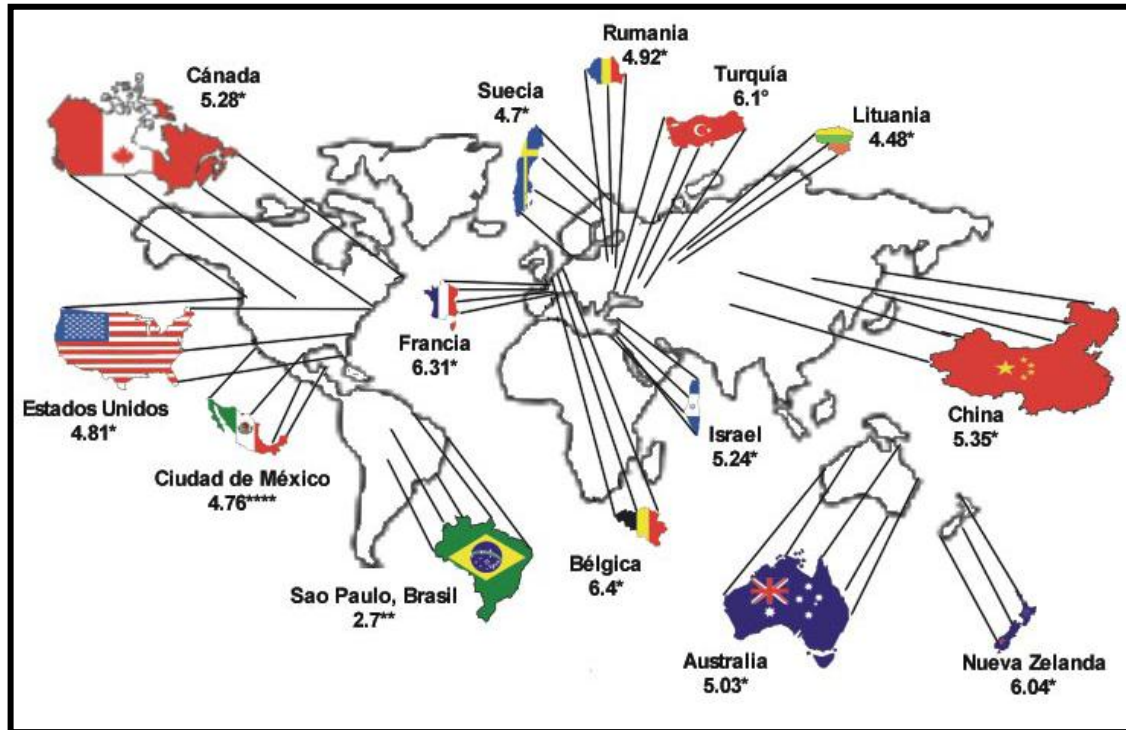 Rumania
4.92*
Cánada
5.28*
Suecia
4.7*
Turquía
6.1°
Lituania
4.48*
Francia
6.31*
Estados Unidos
4.81*
Ciudad de México
4.76****
Israel
5.24*
China
5.35*
Sao Paulo, Brasil
2.7**
Bélgica
6.4*
Australia
5.03*
Nueva Zelanda
6.04*